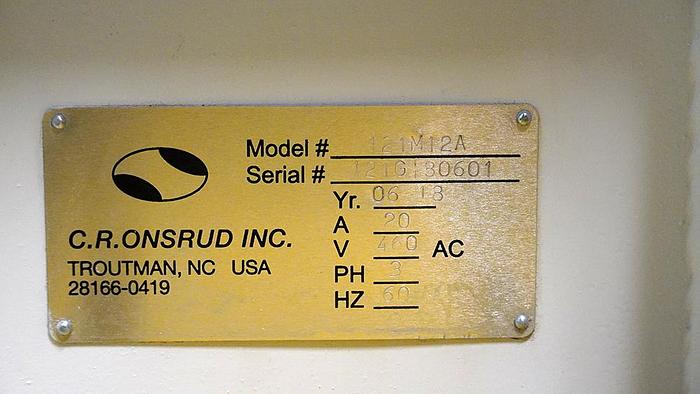 Model # 121M12A
Serial # 121G180601
Yr. 06 18
A 20
V 460 AC
PH 3
HZ 60
C.R.ONSRUD INC.
TROUTMAN, NC USA
28166-0419